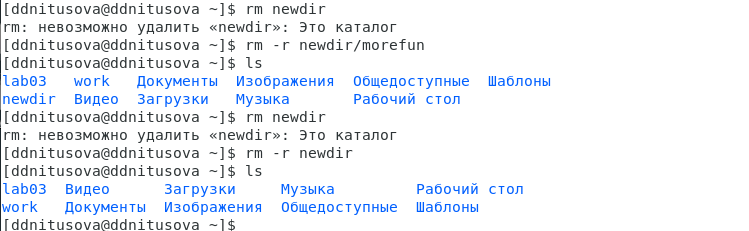 [ddnitusova@ddnitusova ~]$ rm newdir
rm: невозможно удалить «newdir»: Это каталог
[ddnitusova@ddnitusova ~]$ rm -r newdir/morefun
[ddnitusova@ddnitusova ~]$ ls
lab03   work   Документы  Изображения  Общедоступные  Шаблоны
newdir  Видео  Загрузки   Музыка       Рабочий стол
[ddnitusova@ddnitusova ~]$ rm newdir
rm: невозможно удалить «newdir»: Это каталог
[ddnitusova@ddnitusova ~]$ rm -r newdir
[ddnitusova@ddnitusova ~]$ ls
lab03  Видео      Загрузки     Музыка         Рабочий стол
work   Документы  Изображения  Общедоступные  Шаблоны
[ddnitusova@ddnitusova ~]$